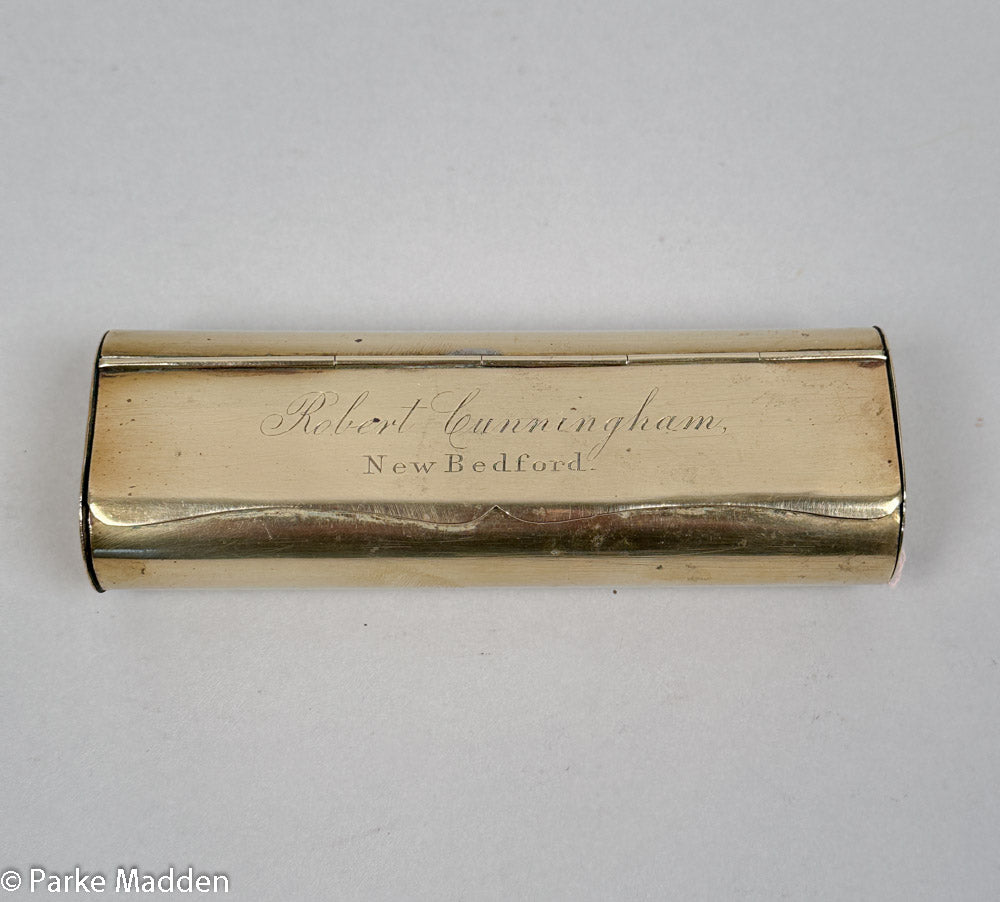 Robert Cunningham,
New Bedford.
© Parke Madden